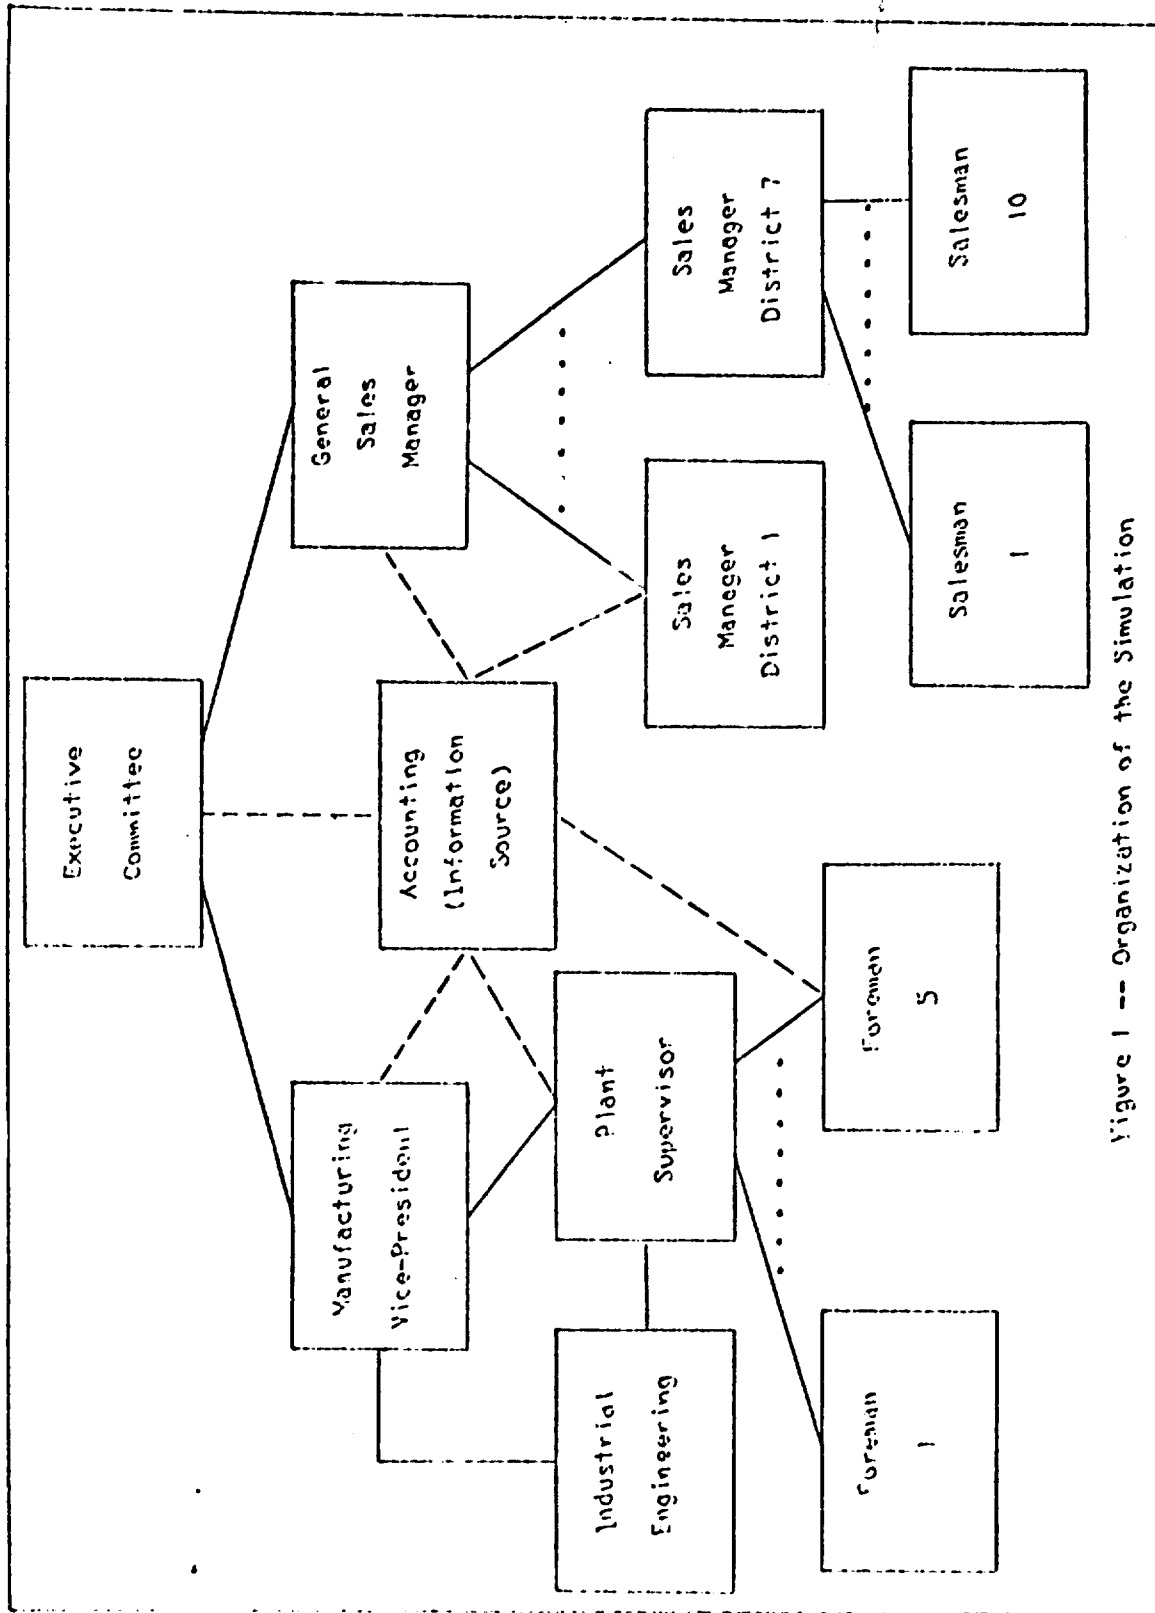 Executive
Committee
Manufacturing
Vice-President
General
Sales
Manager
Accounting
(Information
Source)
Industrial
Engineering
Plant
Supervisor
Sales
Manager
District 1
Sales
Manager
District 7
Foreman
1
Foreman
5
Salesman
1
Salesman
10
Figure 1 -- Organization of the Simulation